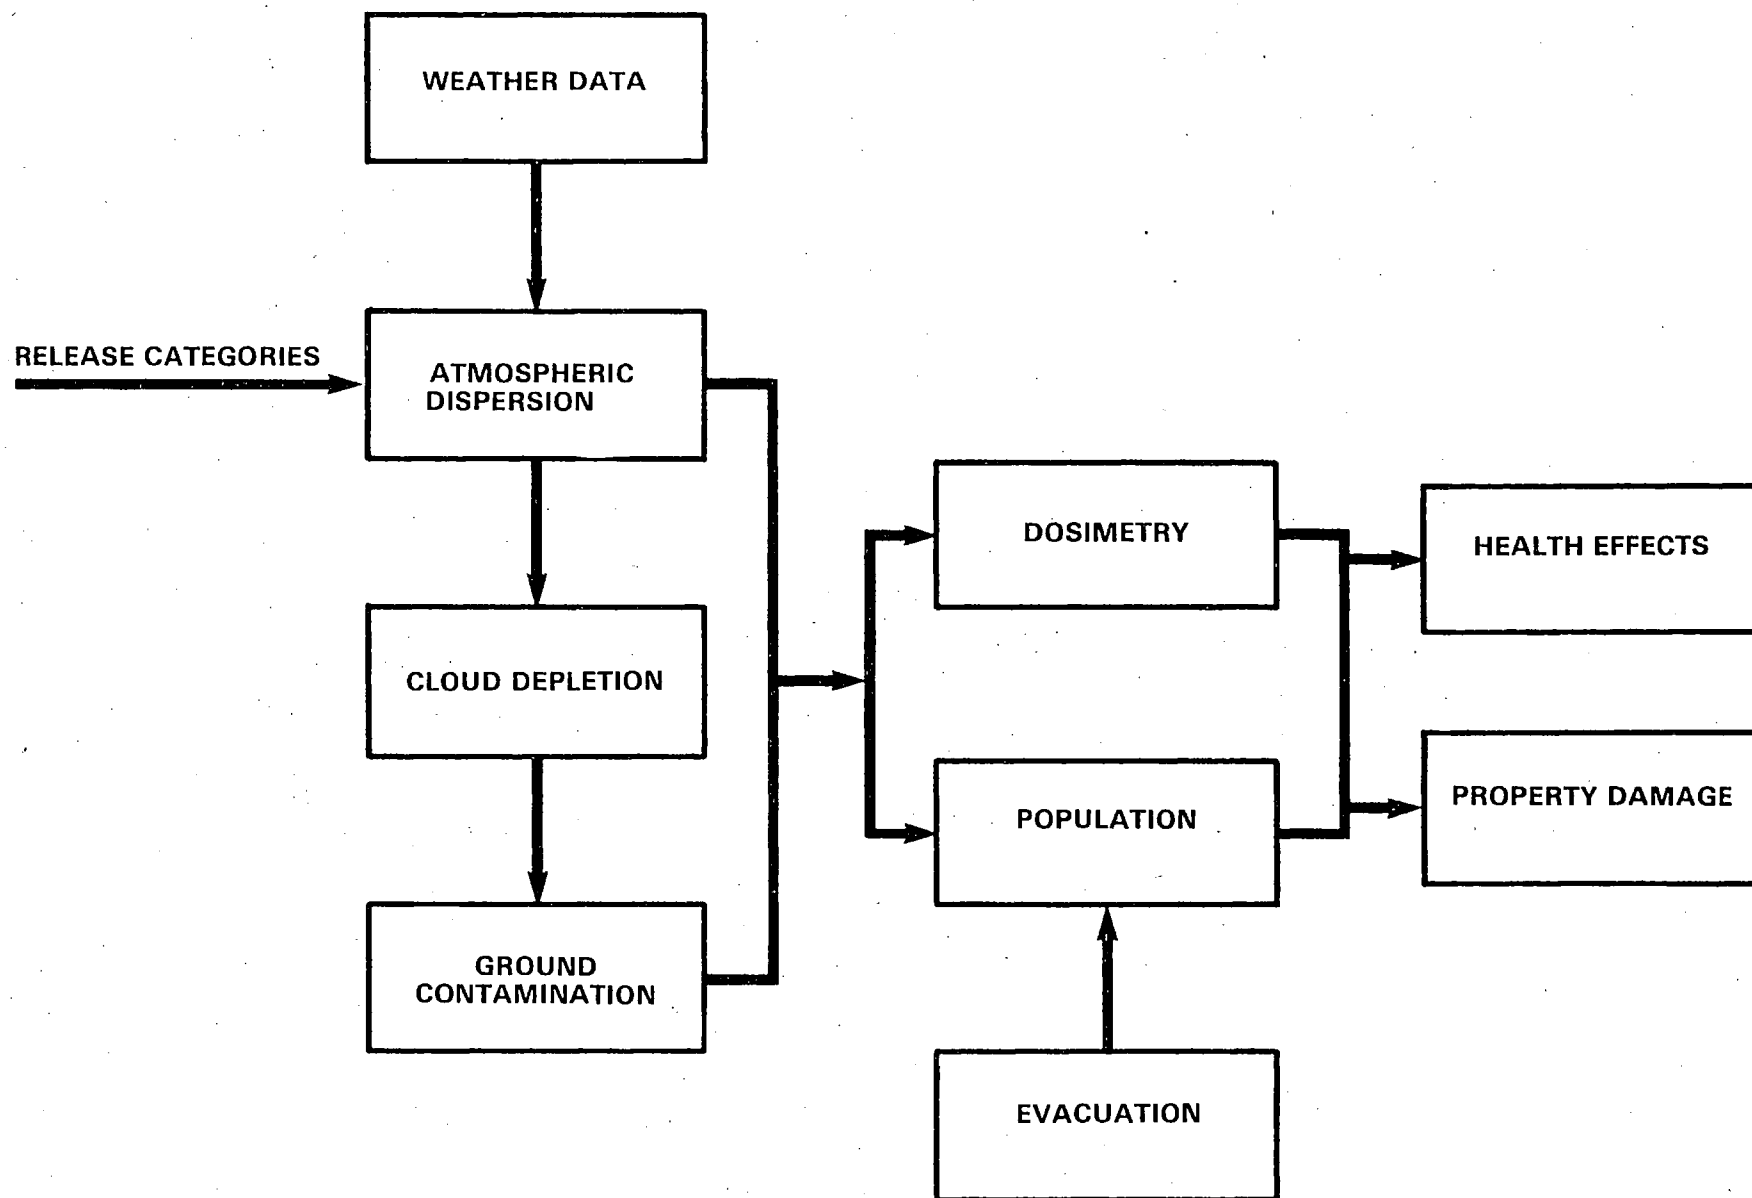 WEATHER DATA
RELEASE CATEGORIES
ATMOSPHERIC
DISPERSION
CLOUD DEPLETION
GROUND
CONTAMINATION
DOSIMETRY
POPULATION
EVACUATION
HEALTH EFFECTS
PROPERTY DAMAGE